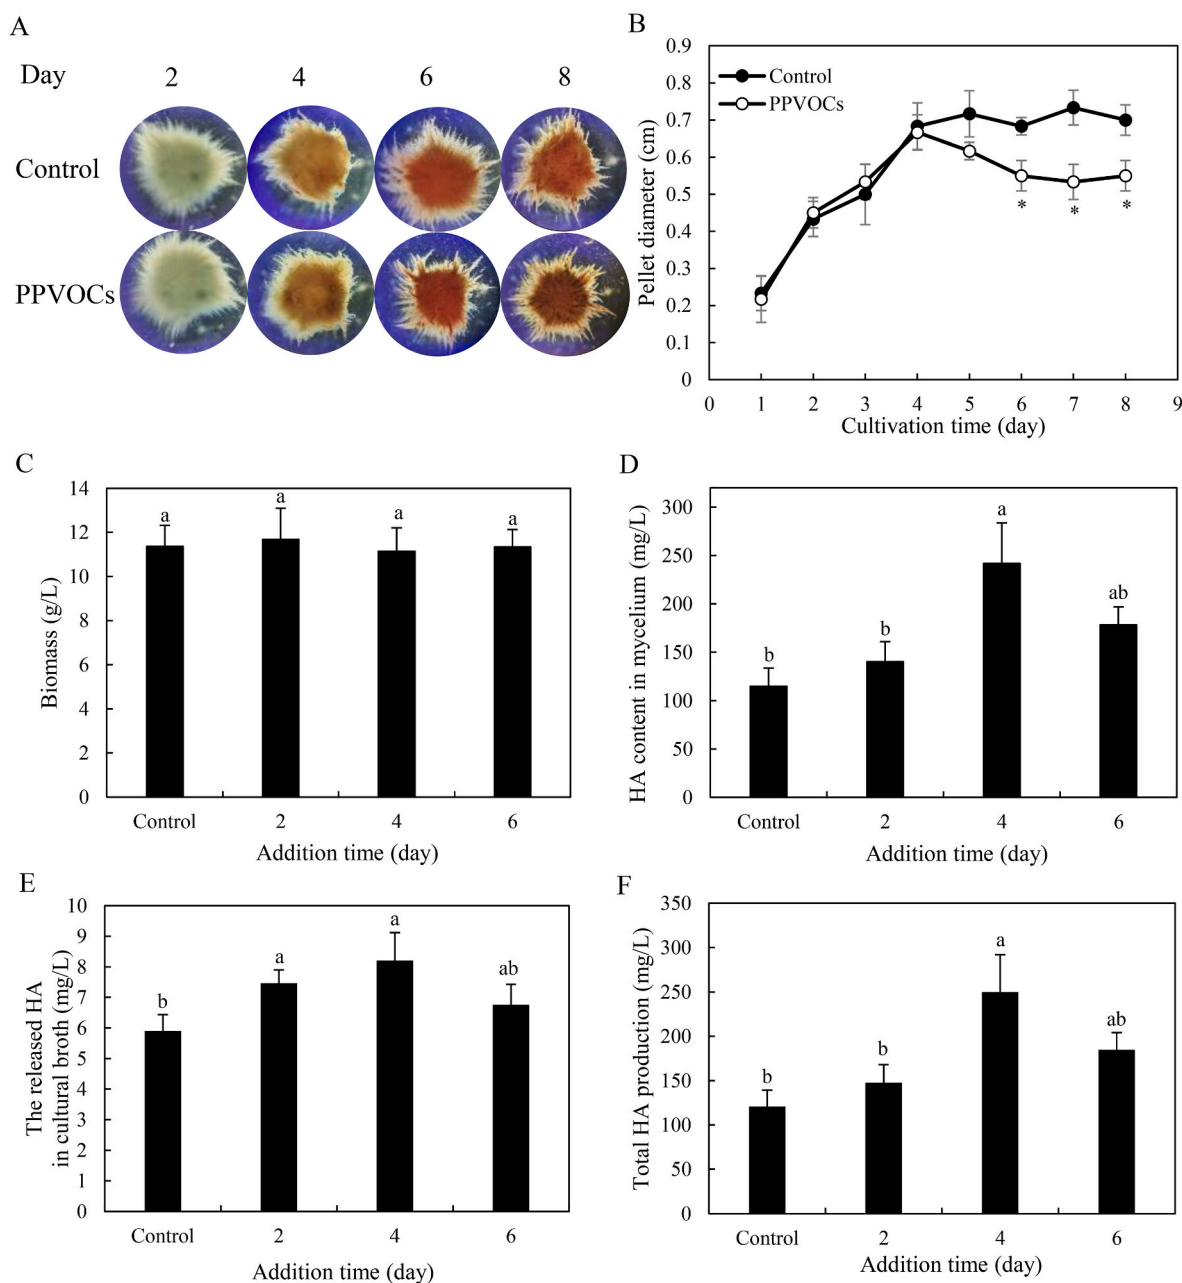 A
Day 2 4 6 8
Control
PPVOCs
B
Pellet diameter (cm)
0.9
0.8
0.7
0.6
0.5
0.4
0.3
0.2
0.1
0
Control
PPVOCs
* * *
0 1 2 3 4 5 6 7 8 9
Cultivation time (day)
C
Biomass (g/L)
14
12
10
8
6
4
2
0
a a a a
Control 2 4 6
Addition time (day)
D
HA content in mycelium (mg/L)
300
250
200
150
100
50
0
b b a ab
Control 2 4 6
Addition time (day)
E
The released HA
in cultural broth (mg/L)
10
9
8
7
6
5
4
3
2
1
0
b a a ab
Control 2 4 6
Addition time (day)
F
Total HA production (mg/L)
350
300
250
200
150
100
50
0
b b a ab
Control 2 4 6
Addition time (day)